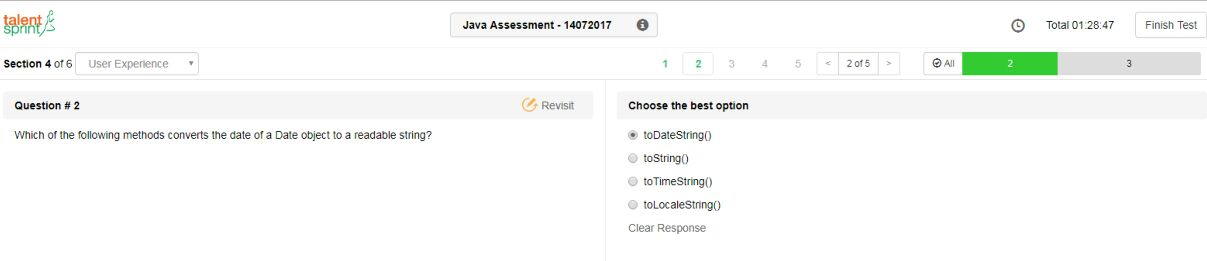 talent
sprint
Java Assessment - 14072017
Total 01:28:47
Finish Test
Section 4 of 6
User Experience
1 2 3 4 5 < 2 of 5 >
All 2 3
Question # 2
Revisit
Which of the following methods converts the date of a Date object to a readable string?
Choose the best option
toDateString()
toString()
toTimeString()
toLocaleString()
Clear Response